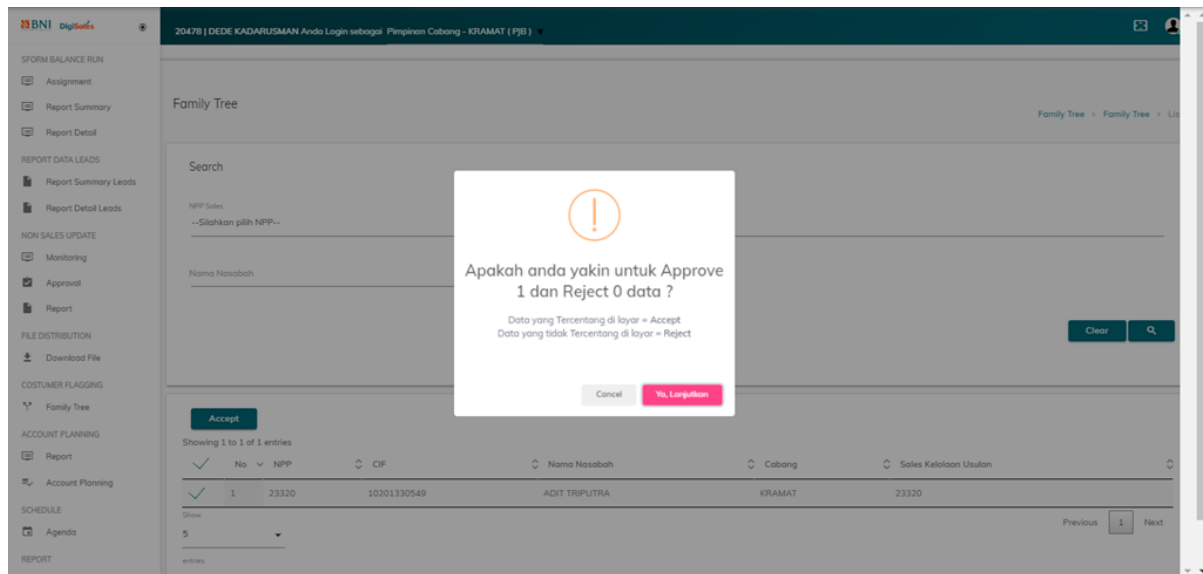 BNI DigiSales
20478 | DEDE KADARUSMAN Anda Login sebagai Pimpinan Cabang - KRAMAT ( PJB )
SFORM BALANCE RUN
Assignment
Report Summary
Report Detail
REPORT DATA LEADS
Report Summary Leads
Report Detail Leads
NON SALES UPDATE
Monitoring
Approval
Report
FILE DISTRIBUTION
Download File
COSTUMER FLAGGING
Family Tree
ACCOUNT PLANNING
Report
Account Planning
SCHEDULE
Agenda
REPORT
Family Tree
Family Tree > Family Tree > Lis
Search
NPP Sales
--Silahkan pilih NPP--
Nama Nasabah
Clear
Apakah anda yakin untuk Approve
1 dan Reject 0 data ?
Data yang Tercentang di layar = Accept
Data yang tidak Tercentang di layar = Reject
Cancel
Ya, Lanjutkan
Accept
Showing 1 to 1 of 1 entries
No NPP CIF Nama Nasabah Cabang Sales Kelolaan Usulan
1 23320 10201330549 ADIT TRIPUTRA KRAMAT 23320
Show
5
entries
Previous 1 Next